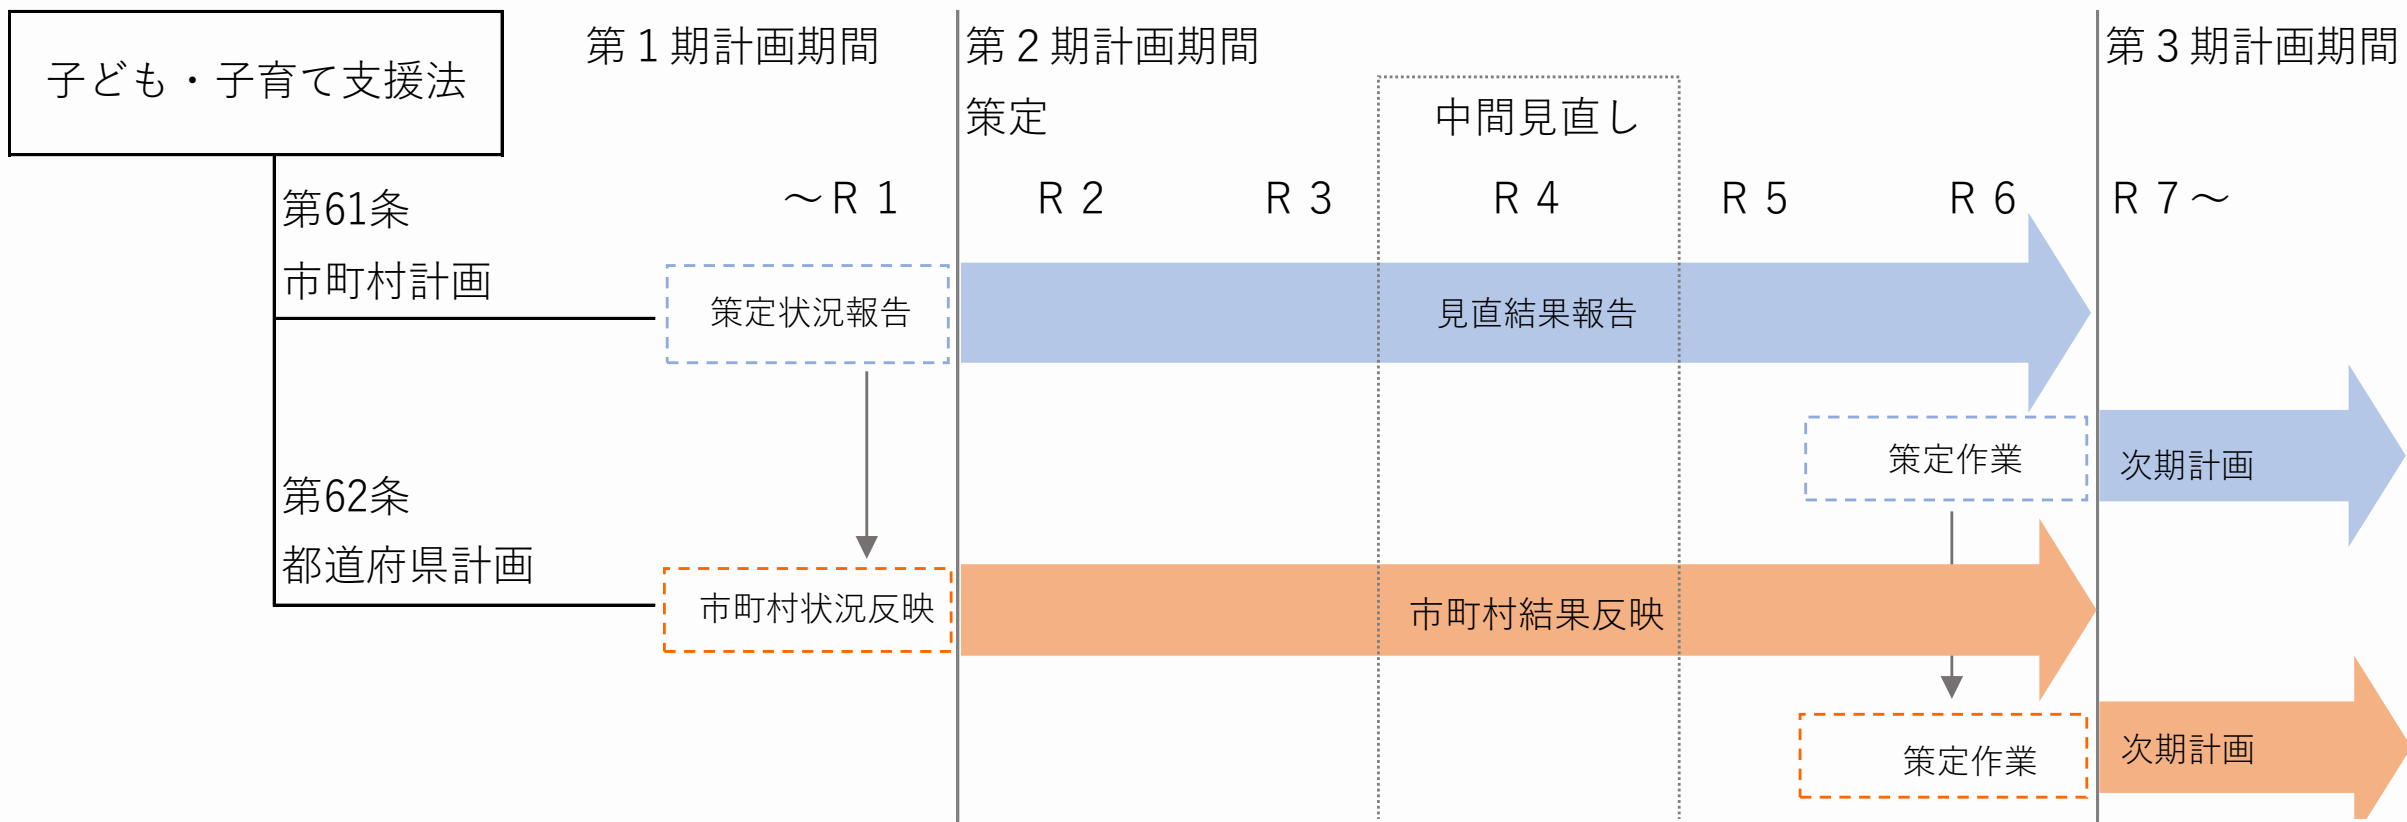 子ども・子育て支援法
第１期計画期間
第２期計画期間
第３期計画期間
策定
中間見直し
～Ｒ１
Ｒ２
Ｒ３
Ｒ４
Ｒ５
Ｒ６
Ｒ７～
第61条
市町村計画
策定状況報告
見直結果報告
策定作業
次期計画
第62条
都道府県計画
市町村状況反映
市町村結果反映
策定作業
次期計画